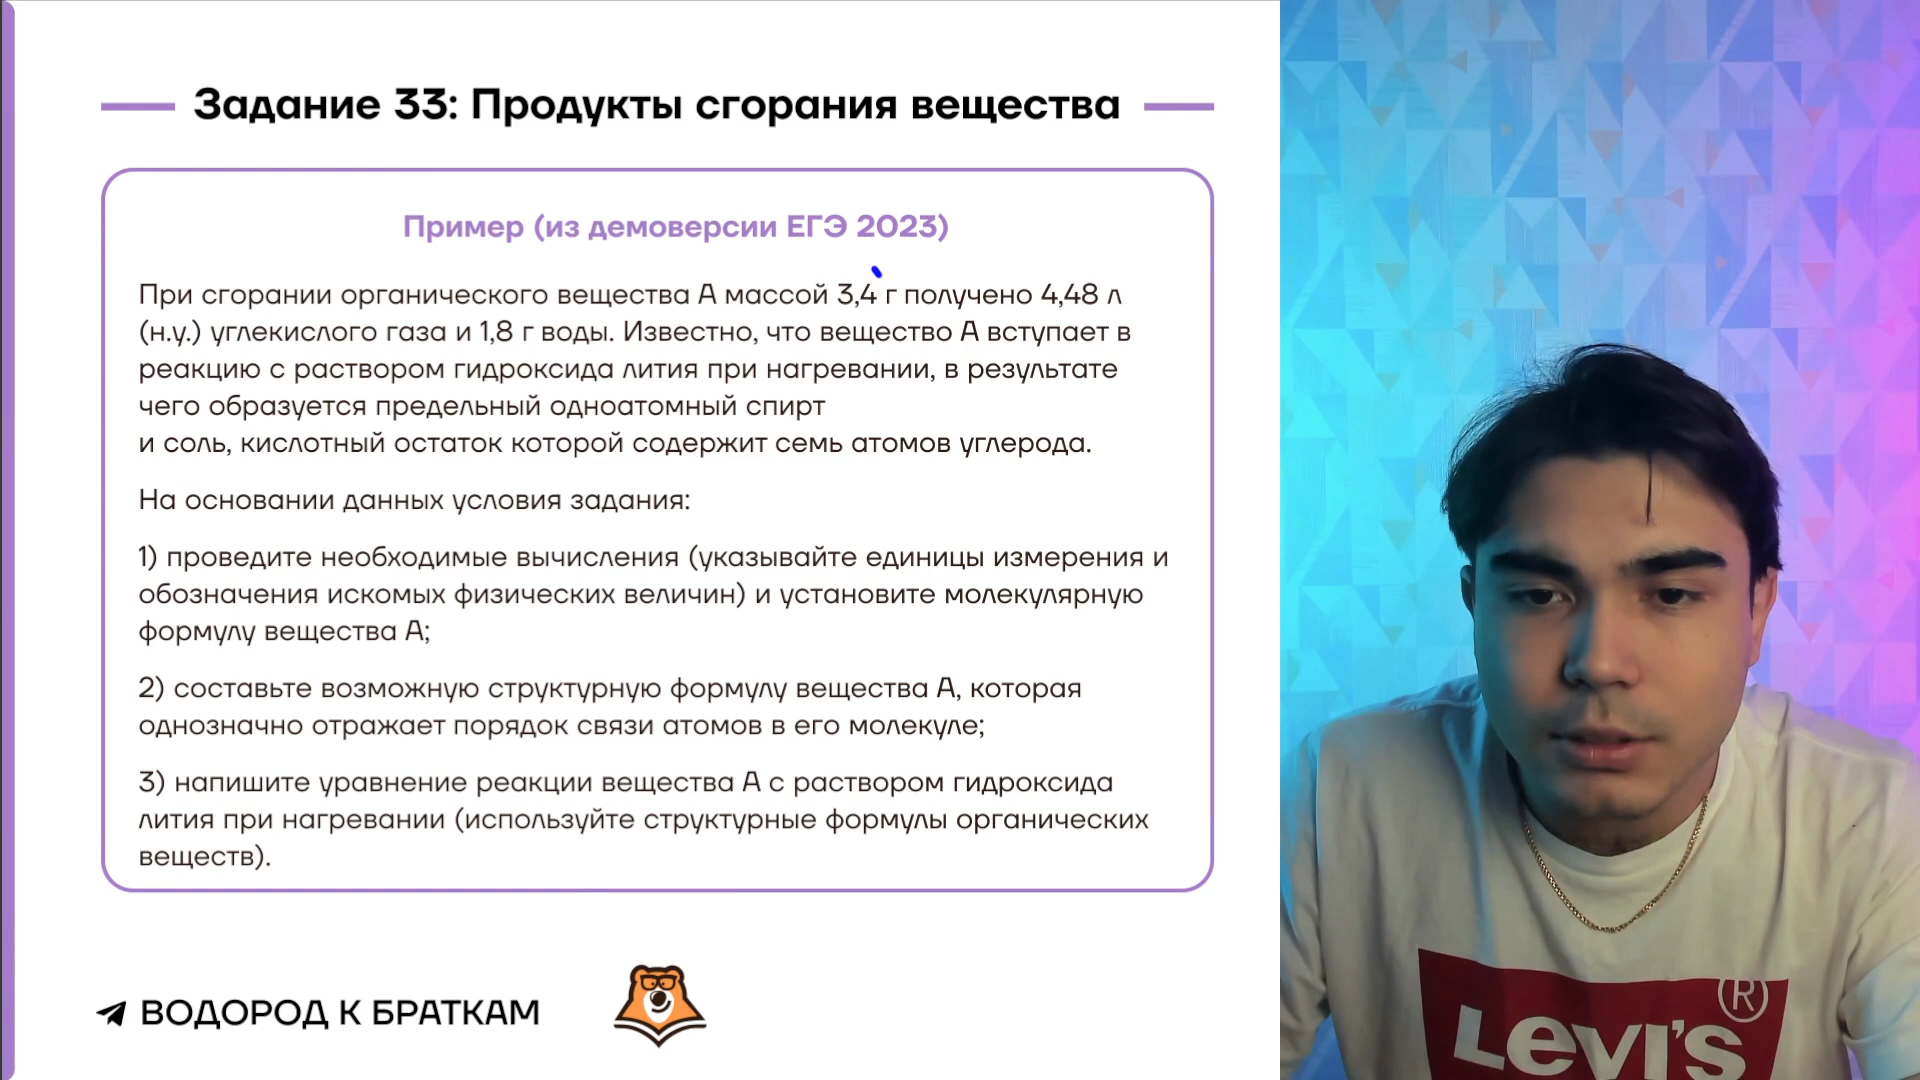 Задание 33: Продукты сгорания вещества
Пример (из демоверсии ЕГЭ 2023)
При сгорании органического вещества А массой 3,4 г получено 4,48 л
(н.у.) углекислого газа и 1,8 г воды. Известно, что вещество А вступает в
реакцию с раствором гидроксида лития при нагревании, в результате
чего образуется предельный одноатомный спирт
и соль, кислотный остаток которой содержит семь атомов углерода.
На основании данных условия задания:
1) проведите необходимые вычисления (указывайте единицы измерения и
обозначения искомых физических величин) и установите молекулярную
формулу вещества А;
2) составьте возможную структурную формулу вещества А, которая
однозначно отражает порядок связи атомов в его молекуле;
3) напишите уравнение реакции вещества А с раствором гидроксида
лития при нагревании (используйте структурные формулы органических
веществ).
ВОДОРОД К БРАТКАМ
Levi's ®